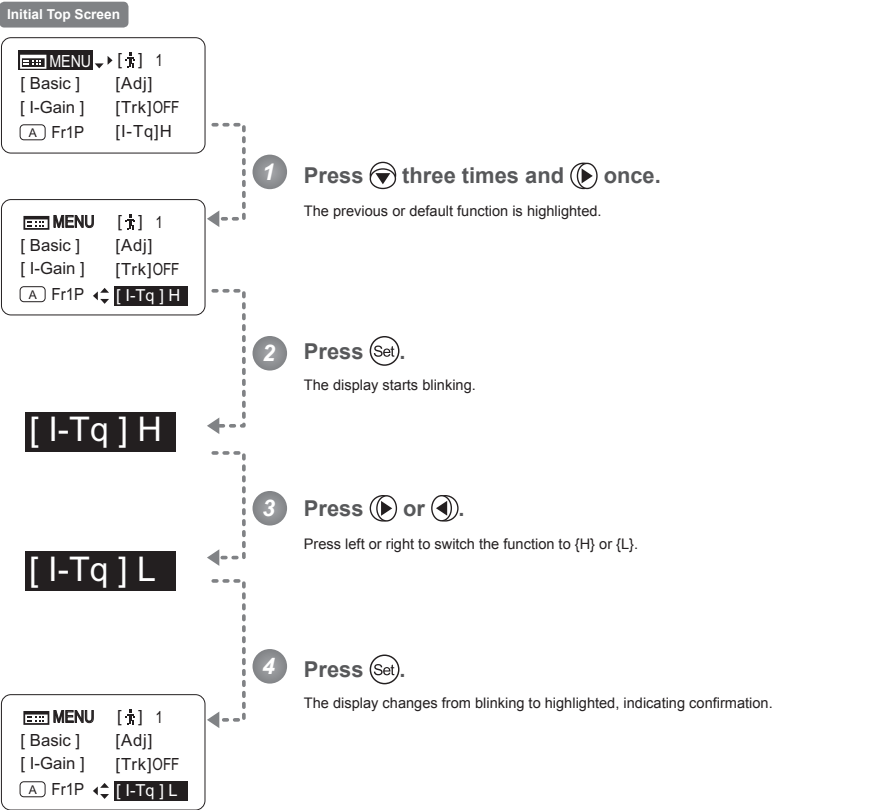 Initial Top Screen
MENU [ ] 1
[ Basic ] [Adj]
[ I-Gain ] [Trk]OFF
A Fr1P [I-Tq]H
1 Press three times and once.
The previous or default function is highlighted.
MENU [ ] 1
[ Basic ] [Adj]
[ I-Gain ] [Trk]OFF
A Fr1P [ I-Tq ] H
2 Press Set.
The display starts blinking.
[ I-Tq ] H
3 Press or .
Press left or right to switch the function to {H} or {L}.
[ I-Tq ] L
4 Press Set.
The display changes from blinking to highlighted, indicating confirmation.
MENU [ ] 1
[ Basic ] [Adj]
[ I-Gain ] [Trk]OFF
A Fr1P [ I-Tq ] L